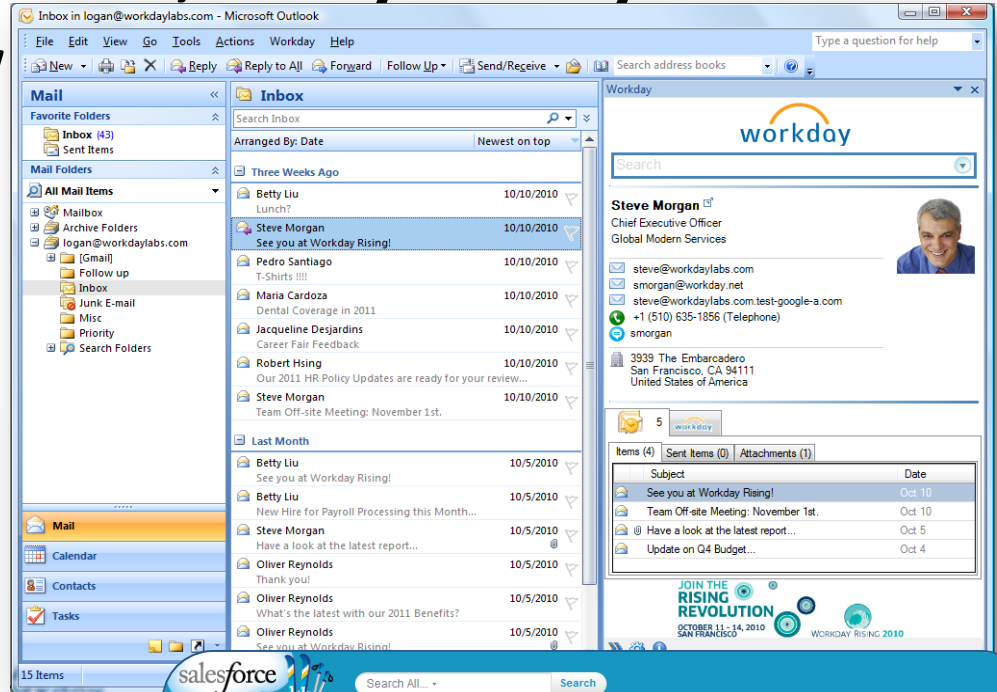 Inbox in logan@workdaylabs.com - Microsoft Outlook
File Edit View Go Tools Actions Workday Help
Type a question for help
New Reply Reply to All Forward Follow Up Send/Receive Search address books
Mail
Favorite Folders
Inbox (43)
Sent Items
Mail Folders
All Mail Items
Mailbox
Archive Folders
logan@workdaylabs.com
[Gmail]
Follow up
Inbox
Junk E-mail
Misc
Priority
Search Folders
Mail
Calendar
Contacts
Tasks
15 Items
Inbox
Search Inbox
Arranged By: Date Newest on top
Three Weeks Ago
Betty Liu 10/10/2010
Lunch?
Steve Morgan 10/10/2010
See you at Workday Rising!
Pedro Santiago 10/10/2010
T-Shirts !!!!
Maria Cardoza 10/10/2010
Dental Coverage in 2011
Jacqueline Desjardins 10/10/2010
Career Fair Feedback
Robert Hsing 10/10/2010
Our 2011 HR Policy Updates are ready for your review...
Steve Morgan 10/10/2010
Team Off-site Meeting: November 1st.
Last Month
Betty Liu 10/5/2010
See you at Workday Rising!
Betty Liu 10/5/2010
New Hire for Payroll Processing this Month...
Steve Morgan 10/5/2010
Have a look at the latest report...
Oliver Reynolds 10/5/2010
Thank you!
Oliver Reynolds 10/5/2010
What's the latest with our 2011 Benefits?
Oliver Reynolds 10/5/2010
See you at Workday Rising!
Workday
workday
Search
Steve Morgan
Chief Executive Officer
Global Modern Services
steve@workdaylabs.com
smorgan@workday.net
steve@workdaylabs.com.test-google-a.com
+1 (510) 635-1856 (Telephone)
smorgan
3939 The Embarcadero
San Francisco, CA 94111
United States of America
5 workday
Items (4) Sent Items (0) Attachments (1)
Subject Date
See you at Workday Rising! Oct 10
Team Off-site Meeting: November 1st. Oct 10
Have a look at the latest report... Oct 5
Update on Q4 Budget... Oct 4
JOIN THE
RISING
REVOLUTION
OCTOBER 11 - 14, 2010
SAN FRANCISCO
WORKDAY RISING 2010
salesforce
Search All...
Search